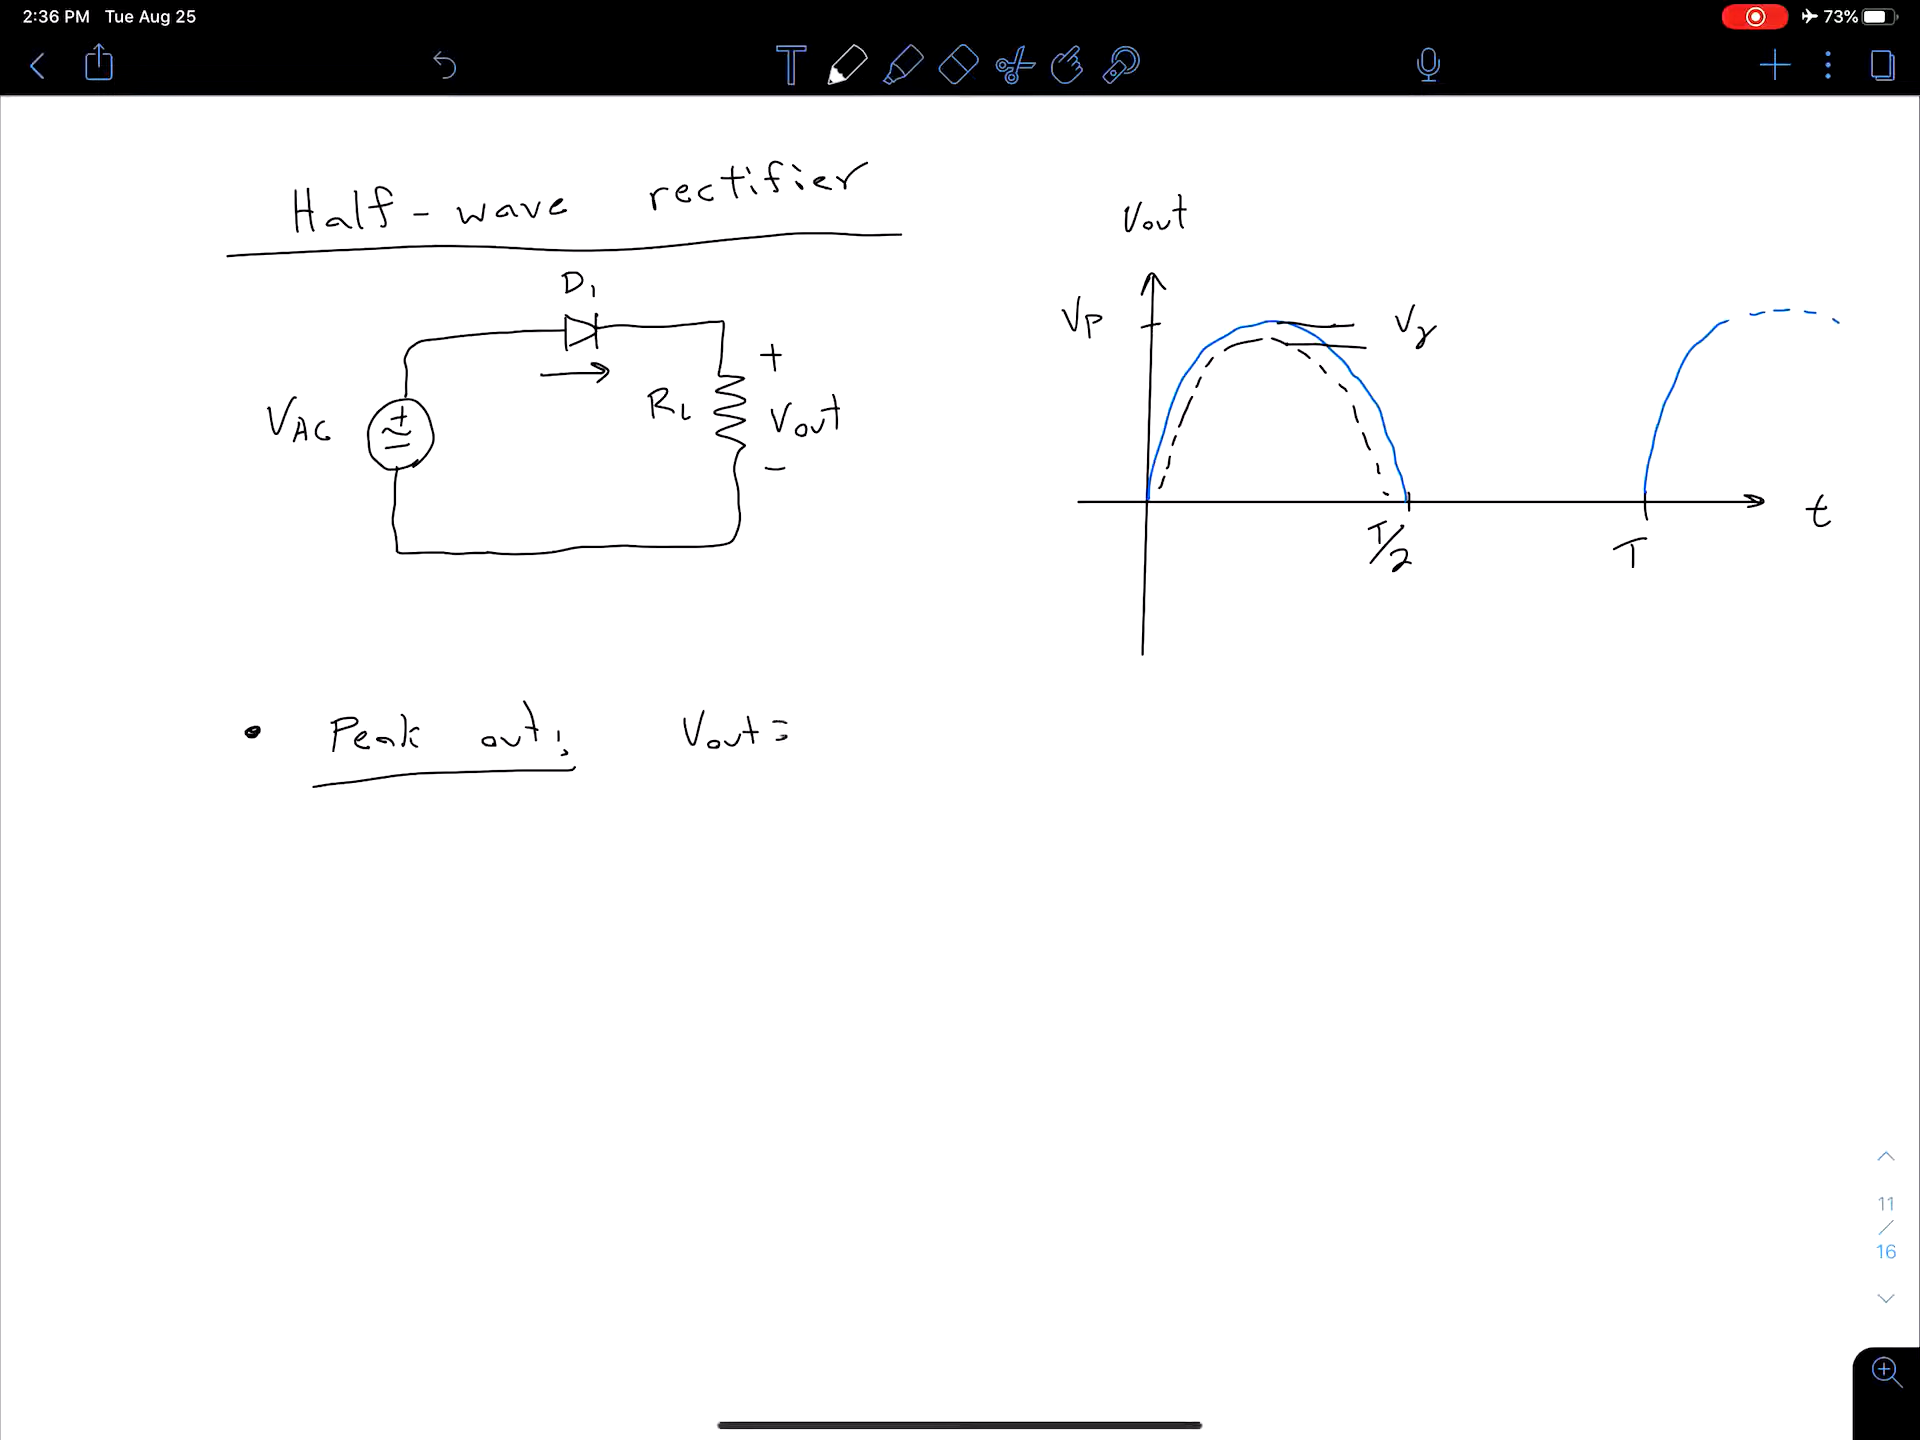 2:36 PM Tue Aug 25
73%
T
Half-wave rectifier
D1
VAC
RL
+
Vout
−
Vout
Vp
Vγ
T/2
T
t
• Peak out: Vout=
11
/
16